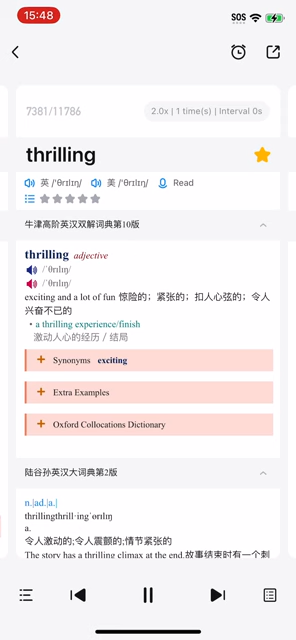 15:48
SOS
7381/11786
2.0x | 1 time(s) | Interval 0s
thrilling
英 /ˈθrɪlɪŋ/ 美 /ˈθrɪlɪŋ/ Read
牛津高阶英汉双解词典第10版
thrilling adjective
/ˈθrɪlɪŋ/
/ˈθrɪlɪŋ/
exciting and a lot of fun 惊险的；紧张的；扣人心弦的；令人
兴奋不已的
• a thrilling experience/finish
激动人心的经历 / 结局
+ Synonyms exciting
+ Extra Examples
+ Oxford Collocations Dictionary
陆谷孙英汉大词典第2版
n.|ad.|a.|
thrillingthrill·ing ˈθrɪlɪŋ
a.
令人激动的;令人震颤的;情节紧张的
The story has a thrilling climax at the end.故事结束时有一个刺